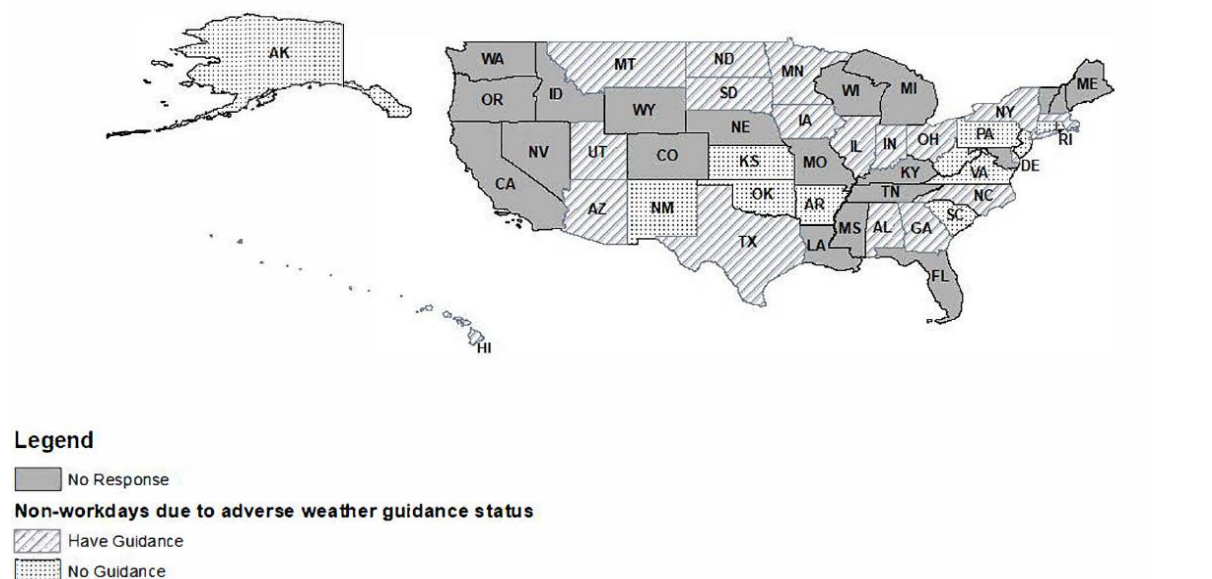 AK
WA
MT
ND
MN
ME
OR
ID
SD
WI
MI
WY
NY
NE
IA
PA
RI
NV
UT
CO
IL
IN
OH
KS
MO
KY
VA
DE
CA
TN
NC
AZ
NM
OK
AR
SC
TX
LA
MS
AL
GA
FL
HI
Legend
No Response
Non-workdays due to adverse weather guidance status
Have Guidance
No Guidance